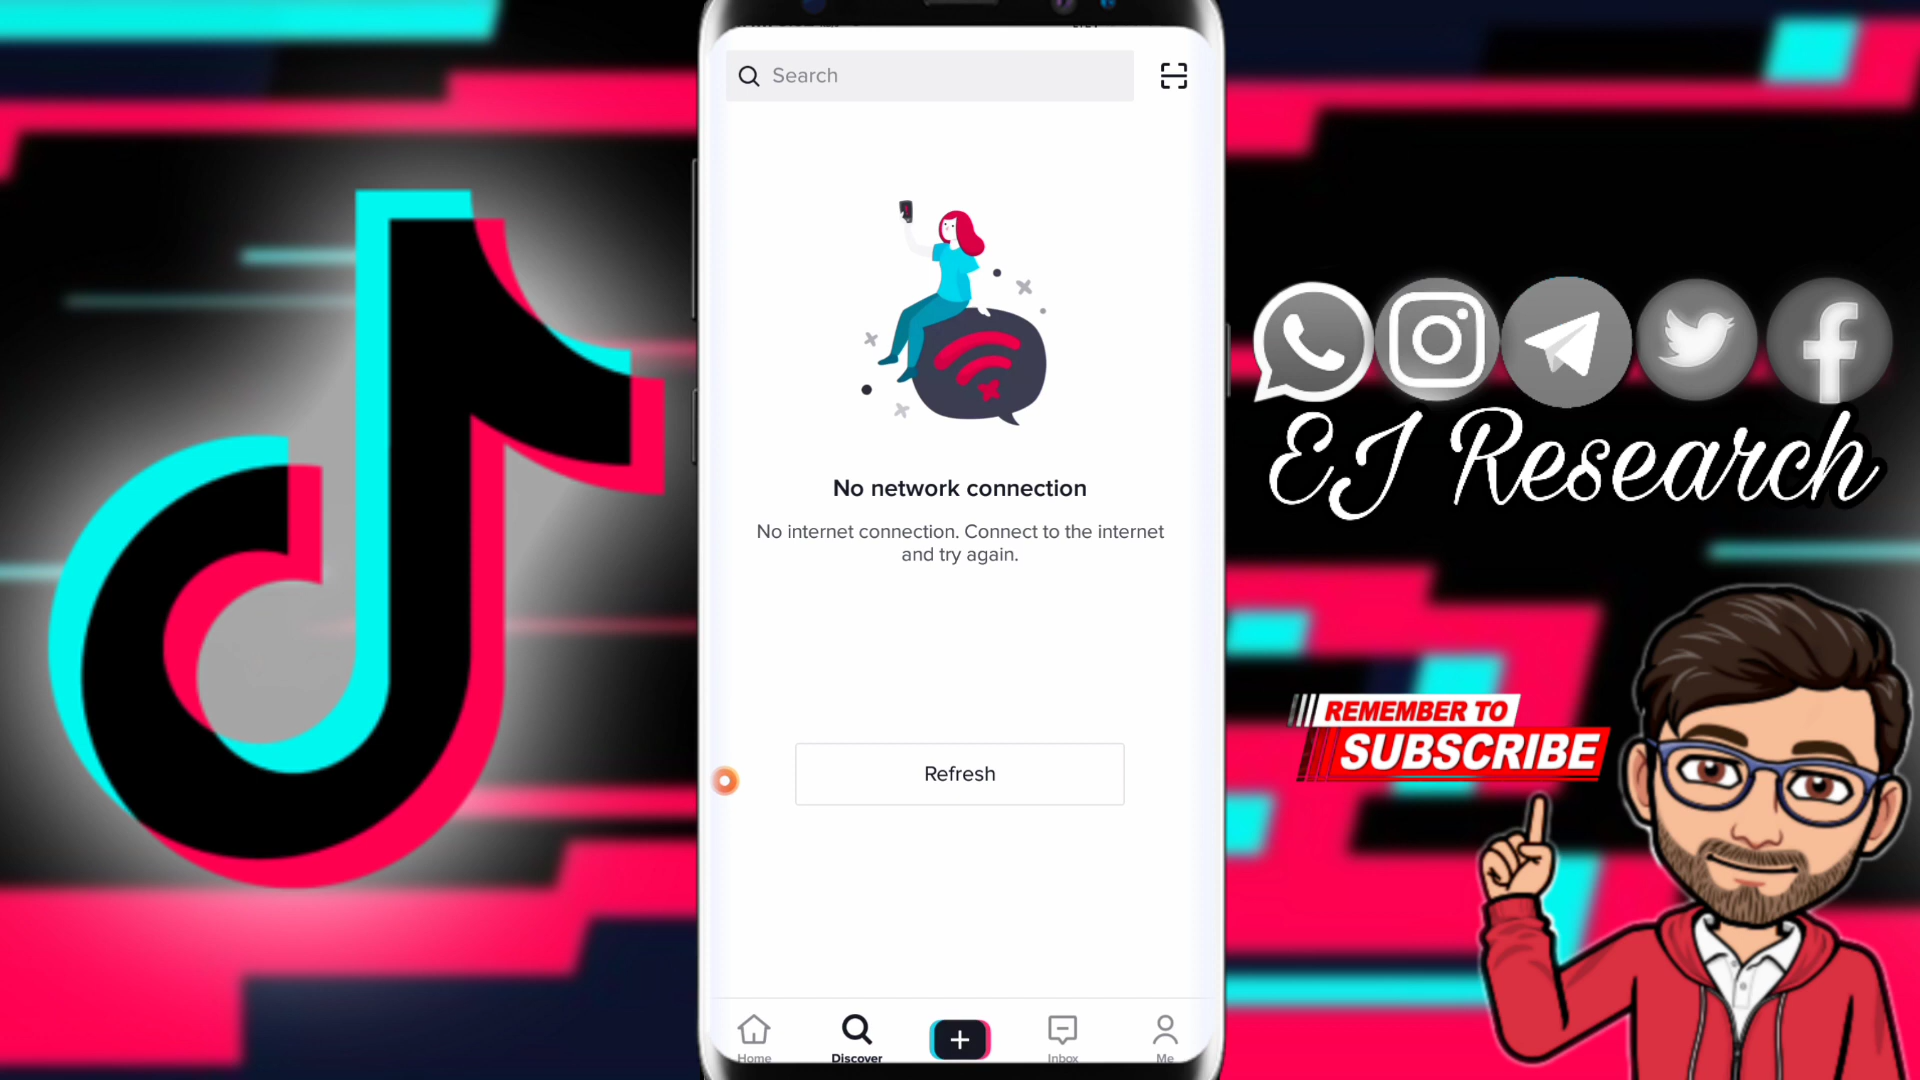 Search
No network connection
No internet connection. Connect to the internet
and try again.
Refresh
Home
Discover
Inbox
Me
EJ Research
REMEMBER TO
SUBSCRIBE